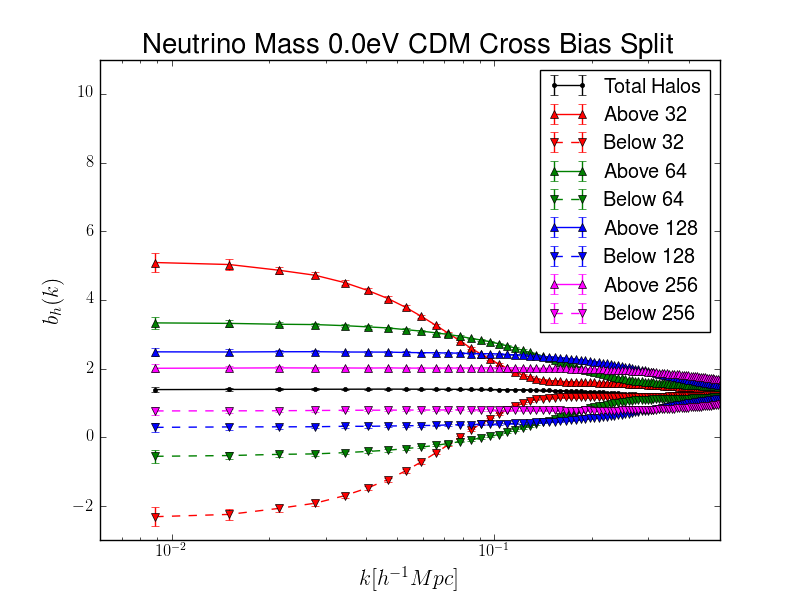 Neutrino Mass 0.0eV CDM Cross Bias Split
10
8
6
4
2
0
−2
b_h(k)
10^{-2}
10^{-1}
k[h^{-1}Mpc]
Total Halos
Above 32
Below 32
Above 64
Below 64
Above 128
Below 128
Above 256
Below 256